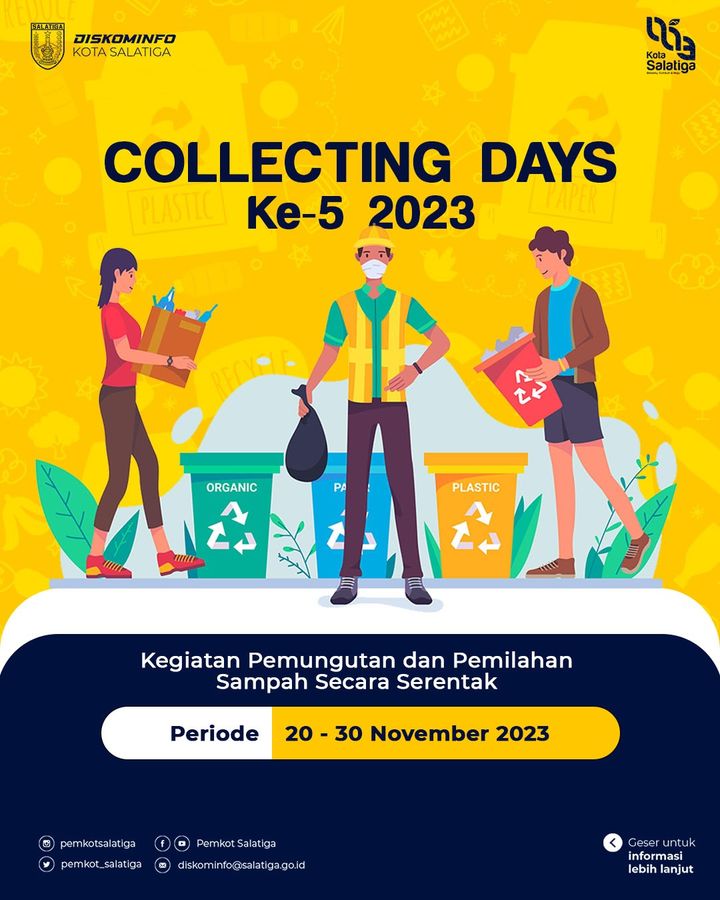 SALATIGA
DISKOMINFO
KOTA SALATIGA
Kota
Salatiga
COLLECTING DAYS
Ke-5 2023
REDUCE
PLASTIC
PAPER
RECYCLE
ORGANIC
PLASTIC
Kegiatan Pemungutan dan Pemilahan
Sampah Secara Serentak
Periode 20 - 30 November 2023
pemkotsalatiga
Pemkot Salatiga
pemkot_salatiga
diskominfo@salatiga.go.id
Geser untuk
informasi
lebih lanjut